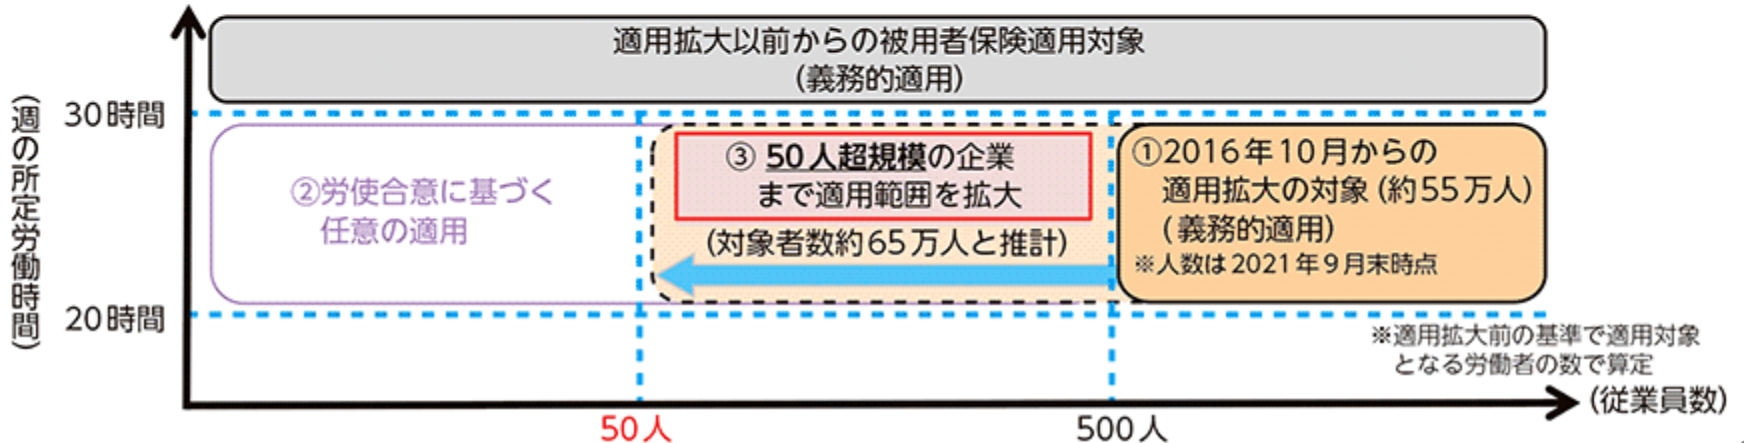 適用拡大以前からの被用者保険適用対象
(義務的適用)
(週の所定労働時間)
30時間
20時間
②労使合意に基づく
任意の適用
③ 50人超規模の企業
まで適用範囲を拡大
(対象者数約65万人と推計)
①2016年10月からの
適用拡大の対象(約55万人)
(義務的適用)
※人数は2021年9月末時点
※適用拡大前の基準で適用対象
となる労働者の数で算定
(従業員数)
50人
500人